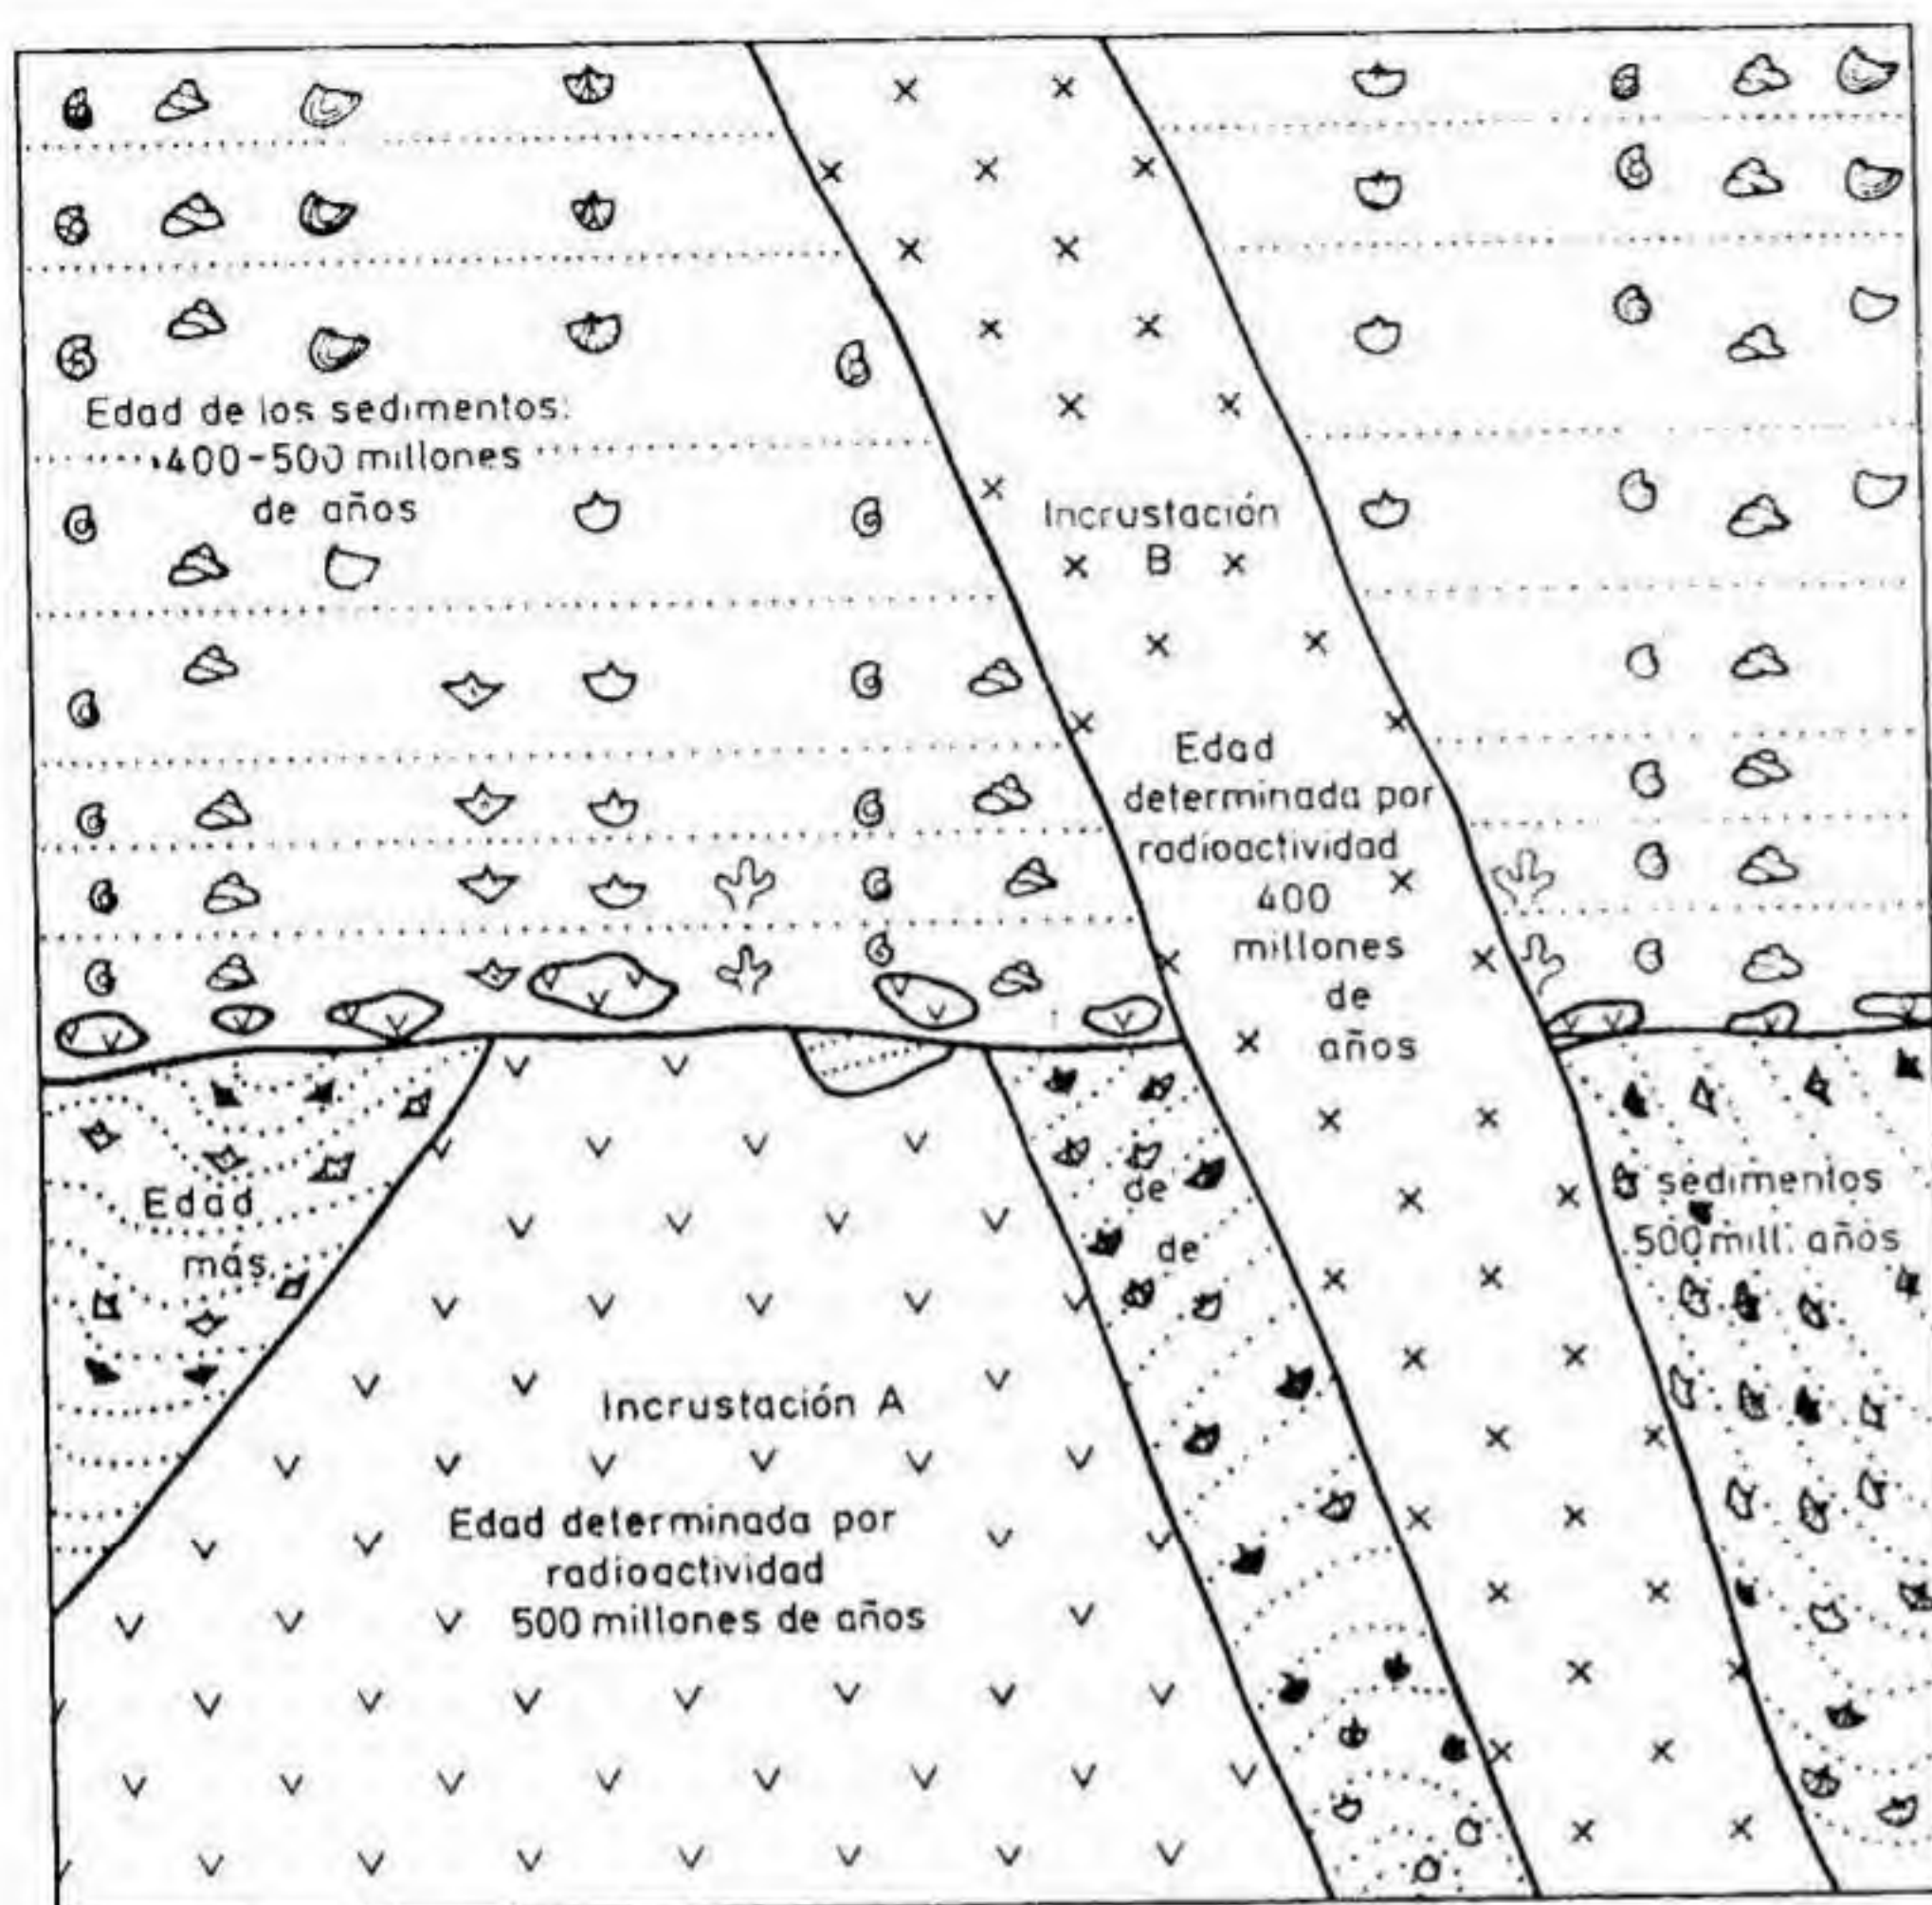 Edad de los sedimentos:
400-500 millones
de años
Incrustación
B
Edad
determinada por
radioactividad
400
millones
de
años
Edad de sedimentos
más de 500 mill. años
Incrustación A
Edad determinada por
radioactividad
500 millones de años